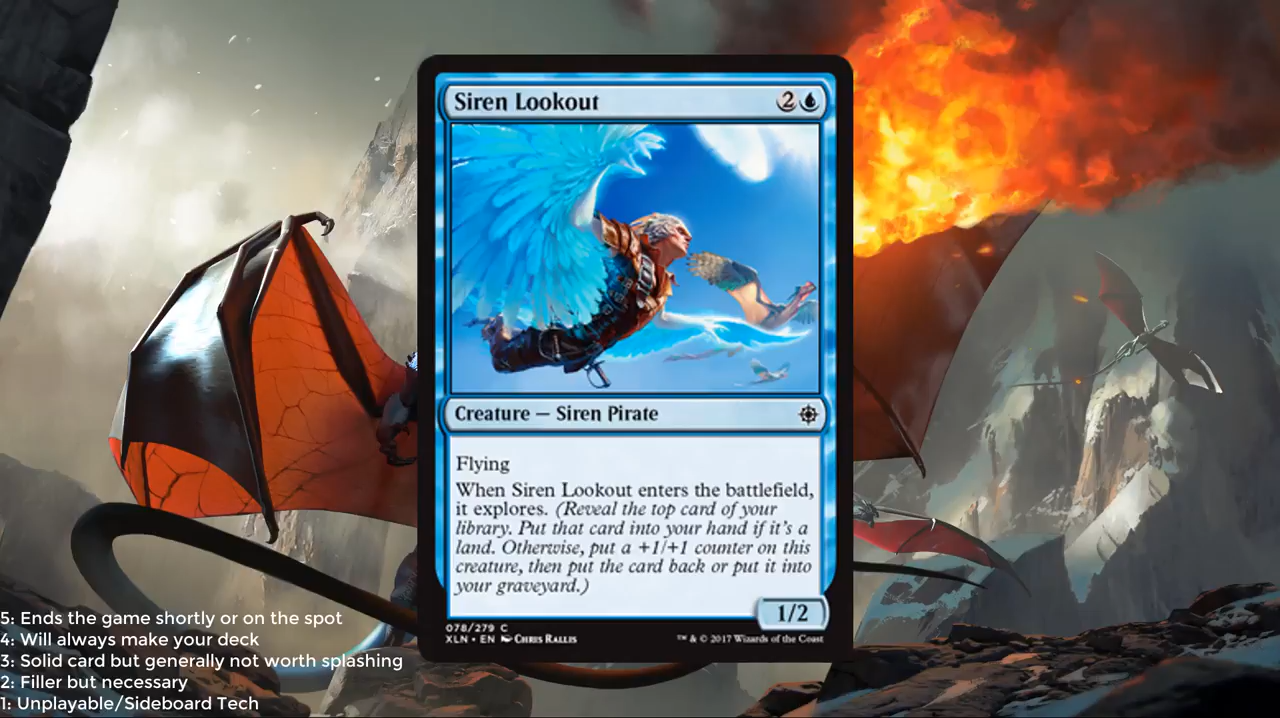 Siren Lookout 2
Creature — Siren Pirate
Flying
When Siren Lookout enters the battlefield,
it explores. (Reveal the top card of your
library. Put that card into your hand if it's a
land. Otherwise, put a +1/+1 counter on this
creature, then put the card back or put it into
your graveyard.)
1/2
078/279 C
XLN • EN Chris Rallis
™ & © 2017 Wizards of the Coast
5: Ends the game shortly or on the spot
4: Will always make your deck
3: Solid card but generally not worth splashing
2: Filler but necessary
1: Unplayable/Sideboard Tech